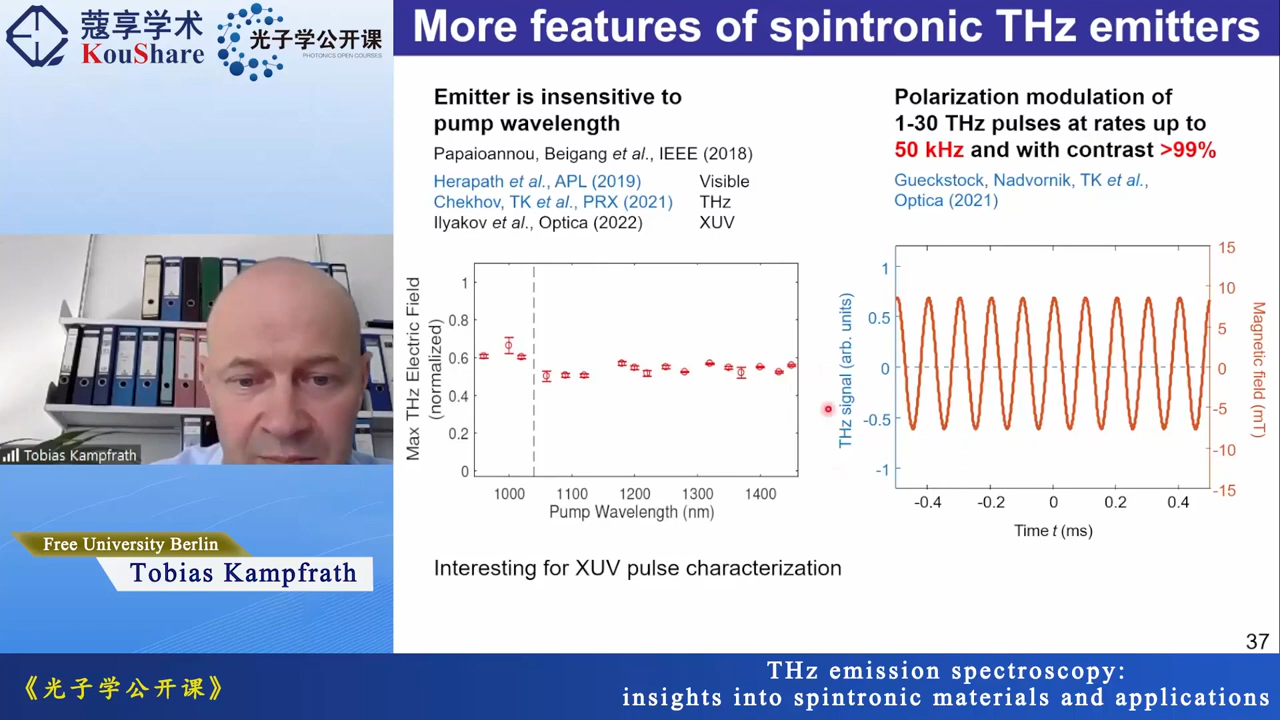 蔻享学术
KouShare
光子学公开课
PHOTONICS OPEN COURSES
More features of spintronic THz emitters
Emitter is insensitive to
pump wavelength
Papaioannou, Beigang et al., IEEE (2018)
Herapath et al., APL (2019) Visible
Chekhov, TK et al., PRX (2021) THz
Ilyakov et al., Optica (2022) XUV
Max THz Electric Field
(normalized)
1
0.8
0.6
0.4
0.2
0
1000 1100 1200 1300 1400
Pump Wavelength (nm)
Interesting for XUV pulse characterization
Polarization modulation of
1-30 THz pulses at rates up to
50 kHz and with contrast >99%
Gueckstock, Nadvornik, TK et al.,
Optica (2021)
THz signal (arb. units)
1
0.5
0
-0.5
-1
15
10
5
0
-5
-10
-15
Magnetic field (mT)
-0.4 -0.2 0 0.2 0.4
Time t (ms)
37
Tobias Kampfrath
Free University Berlin
Tobias Kampfrath
《光子学公开课》
THz emission spectroscopy:
insights into spintronic materials and applications